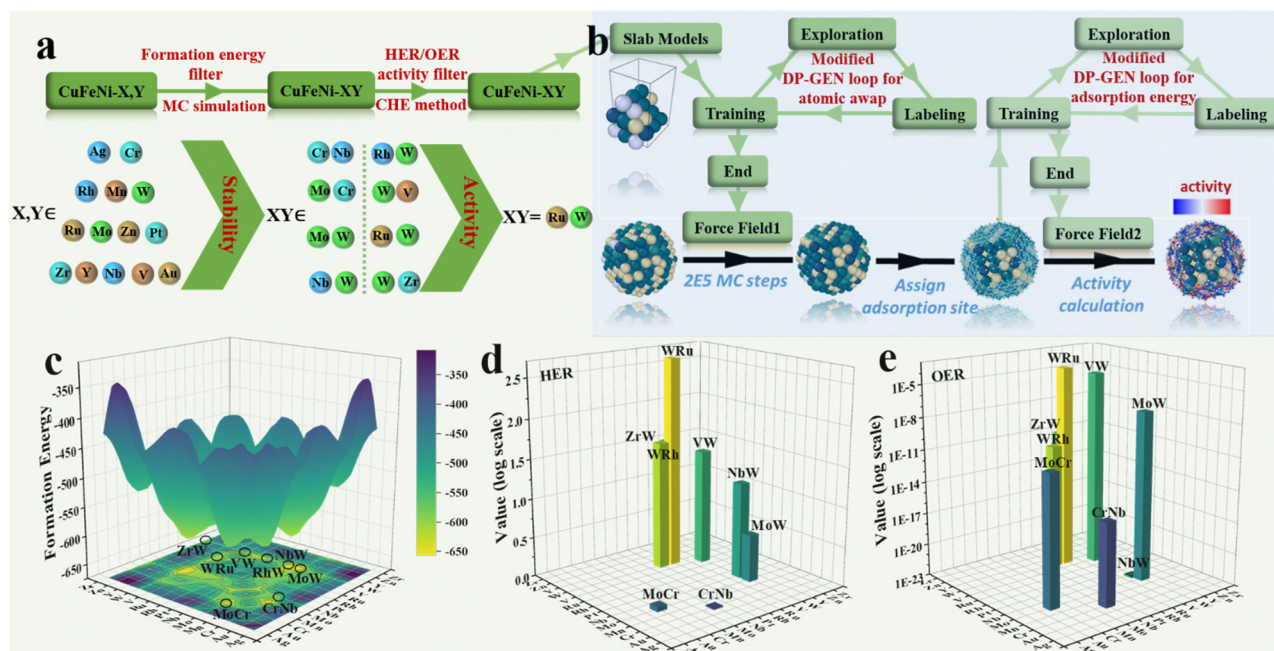 a
Formation energy
filter
MC simulation
HER/OER
activity filter
CHE method
CuFeNi-X,Y
CuFeNi-XY
CuFeNi-XY
Ag Cr
Rh Mn W
X,Y∈
Ru Mo Zn Pt
Zr Y Nb V Au
Stability
XY∈
Cr Nb Rh W
Mo Cr W V
Mo W Ru W
Nb W W Zr
Activity
XY= Ru W
b
Slab Models
Exploration
Modified
DP-GEN loop for
atomic awap
Training
Labeling
End
Force Field1
2E5 MC steps
Assign
adsorption site
Exploration
Modified
DP-GEN loop for
adsorption energy
Training
Labeling
End
Force Field2
Activity
calculation
activity
c
Formation Energy
-350
-400
-450
-500
-550
-600
-650
-350
-400
-450
-500
-550
-600
-650
ZrW
WRu
VW
RhW
NbW
MoW
MoCr
CrNb
d
HER
Value (log scale)
2.5
2.0
1.5
1.0
0.5
0.0
WRu
ZrW
WRh
VW
NbW
MoW
MoCr
CrNb
e
OER
Value (log scale)
1E-5
1E-8
1E-11
1E-14
1E-17
1E-20
1E-23
WRu
VW
MoW
ZrW
WRh
MoCr
CrNb
NbW